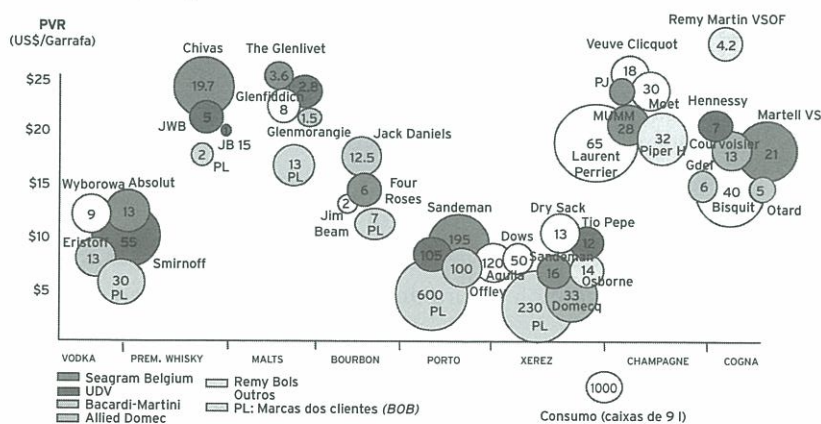 PVR
(US$/Garrafa)
$25
$20
$15
$10
$5
Wyborowa
9
Absolut
13
Eristoff
13
55
Smirnoff
30
PL
Chivas
19.7
5
JWB
JB 15
2
PL
The Glenlivet
3.6
2.8
Glenfiddich
8
1.5
Glenmorangie
13
PL
Jack Daniels
12.5
6
Four
Roses
2
Jim
Beam
7
PL
Sandeman
195
105
100
Offley
600
PL
120
Aguila
Dows
50
Dry Sack
13
Tio Pepe
12
Sandeman
16
14
Osborne
33
Domecq
230
PL
Veuve Clicquot
18
PJ
30
Moet
MUMM
28
65
Laurent
Perrier
32
Piper H
Remy Martin VSOF
4.2
Hennessy
7
Martell VS
21
Courvoisier
13
6
40
Bisquit
5
Otard
VODKA
PREM. WHISKY
MALTS
BOURBON
PORTO
XEREZ
CHAMPAGNE
COGNA
Seagram Belgium
UDV
Bacardi-Martini
Allied Domec
Remy Bols
Outros
PL: Marcas dos clientes (BOB)
1000
Consumo (caixas de 9 l)